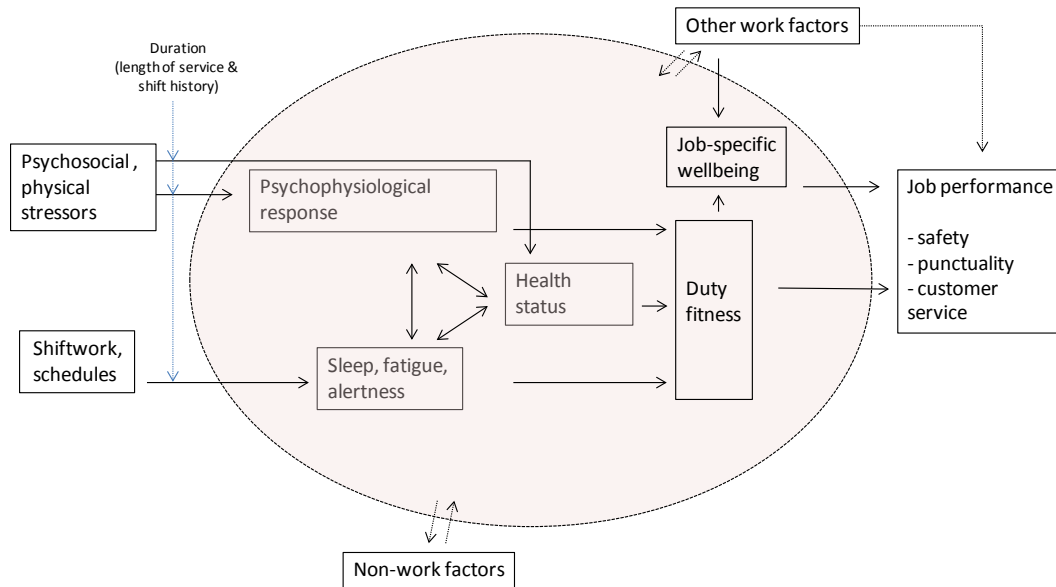 Other work factors
Duration
(length of service &
shift history)
Psychosocial ,
physical
stressors
Psychophysiological
response
Job-specific
wellbeing
Job performance
- safety
- punctuality
- customer
service
Health
status
Duty
fitness
Shiftwork,
schedules
Sleep, fatigue,
alertness
Non-work factors